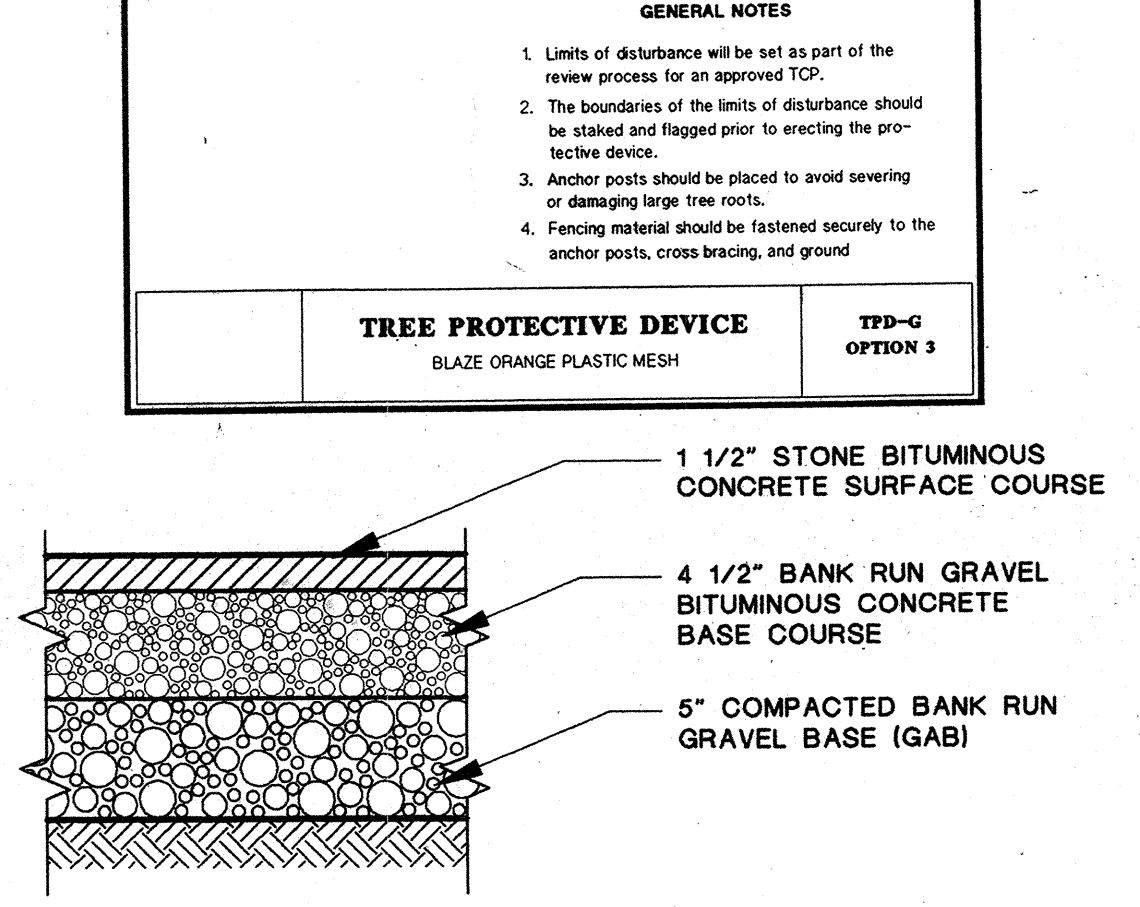 GENERAL NOTES
1. Limits of disturbance will be set as part of the
review process for an approved TCP.
2. The boundaries of the limits of disturbance should
be staked and flagged prior to erecting the pro-
tective device.
3. Anchor posts should be placed to avoid severing
or damaging large tree roots.
4. Fencing material should be fastened securely to the
anchor posts, cross bracing, and ground
TREE PROTECTIVE DEVICE
BLAZE ORANGE PLASTIC MESH
TPD-G
OPTION 3
1 1/2" STONE BITUMINOUS
CONCRETE SURFACE COURSE
4 1/2" BANK RUN GRAVEL
BITUMINOUS CONCRETE
BASE COURSE
5" COMPACTED BANK RUN
GRAVEL BASE (GAB)